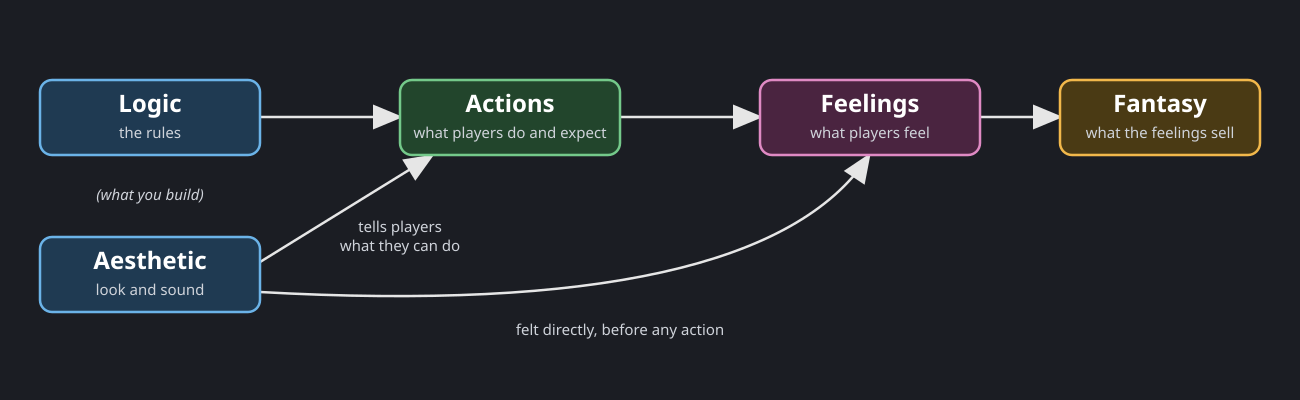 Logic
the rules
Actions
what players do and expect
Feelings
what players feel
Fantasy
what the feelings sell
(what you build)
tells players
what they can do
Aesthetic
look and sound
felt directly, before any action